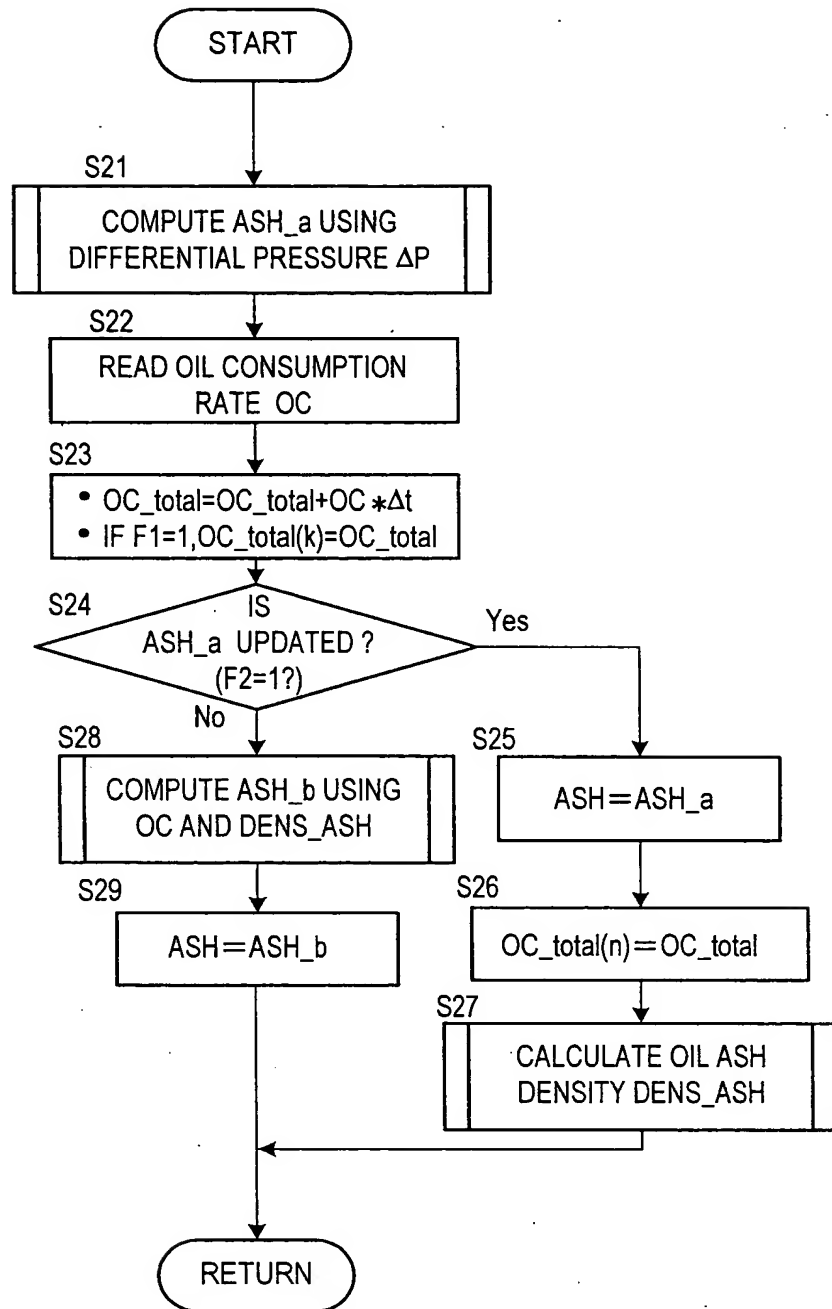 START
S21
COMPUTE ASH_a USING
DIFFERENTIAL PRESSURE ΔP
S22
READ OIL CONSUMPTION
RATE OC
S23
• OC_total=OC_total+OC*Δt
• IF F1=1,OC_total(k)=OC_total
S24
IS
ASH_a UPDATED ?
(F2=1?)
Yes
No
S28
COMPUTE ASH_b USING
OC AND DENS_ASH
S29
ASH=ASH_b
S25
ASH=ASH_a
S26
OC_total(n)=OC_total
S27
CALCULATE OIL ASH
DENSITY DENS_ASH
RETURN